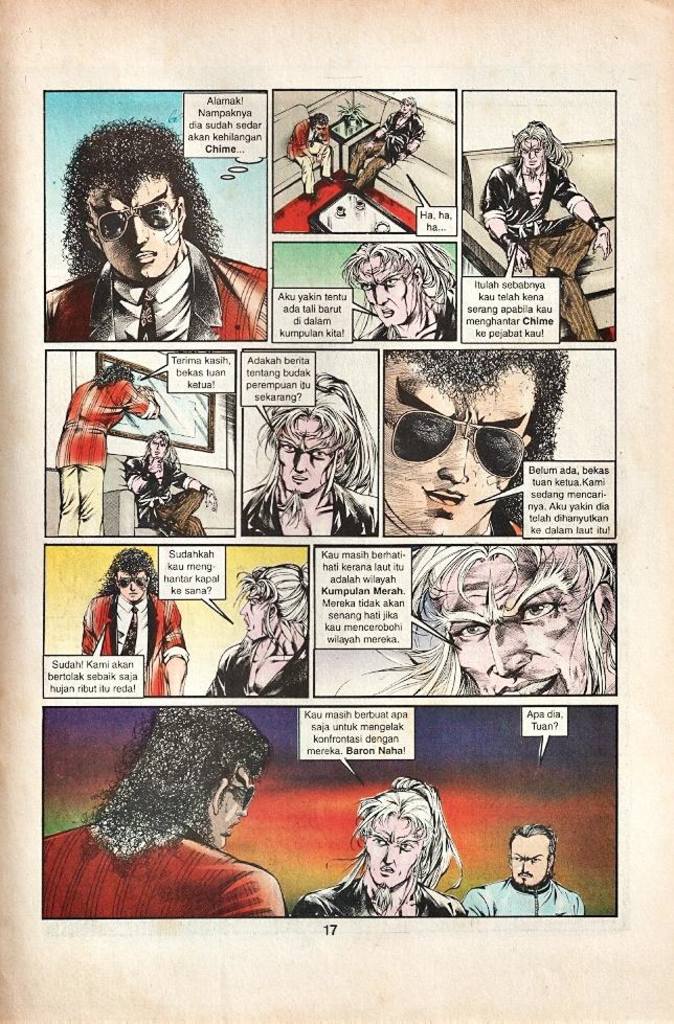 Alamak!
Nampaknya
dia sudah sedar
akan kehilangan
Chime...
Ha, ha,
ha...
Aku yakin tentu
ada tali barut
di dalam
kumpulan kita!
Itulah sebabnya
kau telah kena
serang apabila kau
menghantar Chime
ke pejabat kau!
Terima kasih,
bekas tuan
ketua!
Adakah berita
tentang budak
perempuan itu
sekarang?
Belum ada, bekas
tuan ketua.Kami
sedang mencari-
nya. Aku yakin dia
telah dihanyutkan
ke dalam laut itu!
Sudahkah
kau meng-
hantar kapal
ke sana?
Sudah! Kami akan
bertolak sebaik saja
hujan ribut itu reda!
Kau masih berhati-
hati kerana laut itu
adalah wilayah
Kumpulan Merah.
Mereka tidak akan
senang hati jika
kau mencerobohi
wilayah mereka.
Kau masih berbuat apa
saja untuk mengelak
konfrontasi dengan
mereka. Baron Naha!
Apa dia,
Tuan?
17